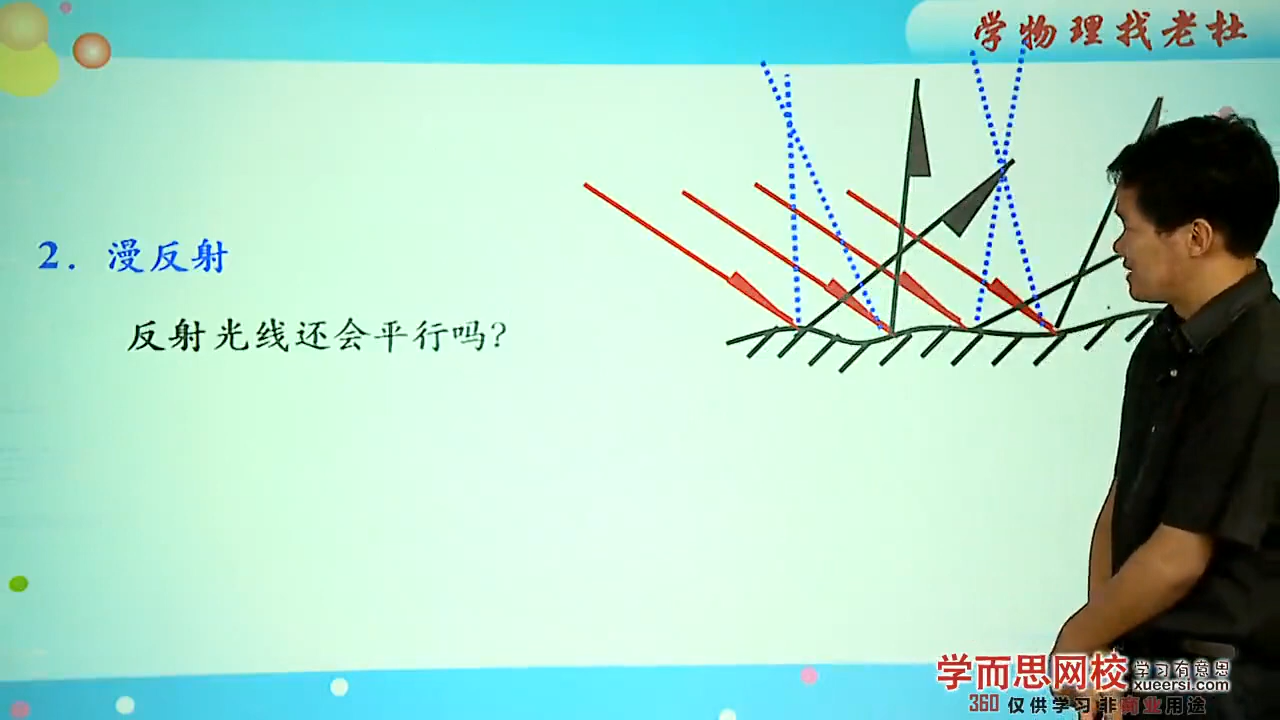 学物理找老杜
2. 漫反射
反射光线还会平行吗?
学而思网校 学习有意思
xueersi.com
360 仅供学习 非商业用途